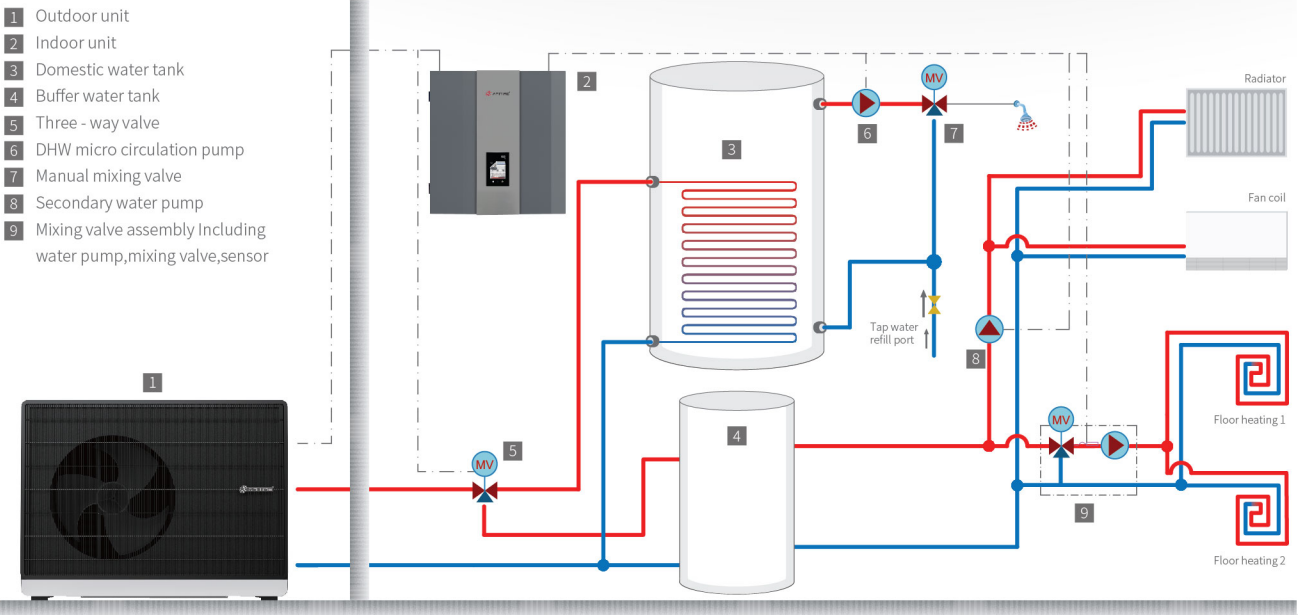 1 Outdoor unit
2 Indoor unit
3 Domestic water tank
4 Buffer water tank
5 Three - way valve
6 DHW micro circulation pump
7 Manual mixing valve
8 Secondary water pump
9 Mixing valve assembly Including
water pump,mixing valve,sensor
2
MV
Radiator
6
7
3
Fan coil
Tap water
refill port
8
1
MV
Floor heating 1
4
5
MV
9
Floor heating 2